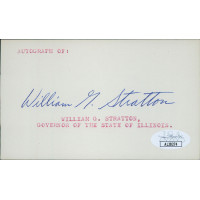 AUTOGRAPH OF:
William G. Stratton
WILLIAM G. STRATTON,
GOVERNOR OF THE STATE OF ILLINOIS.